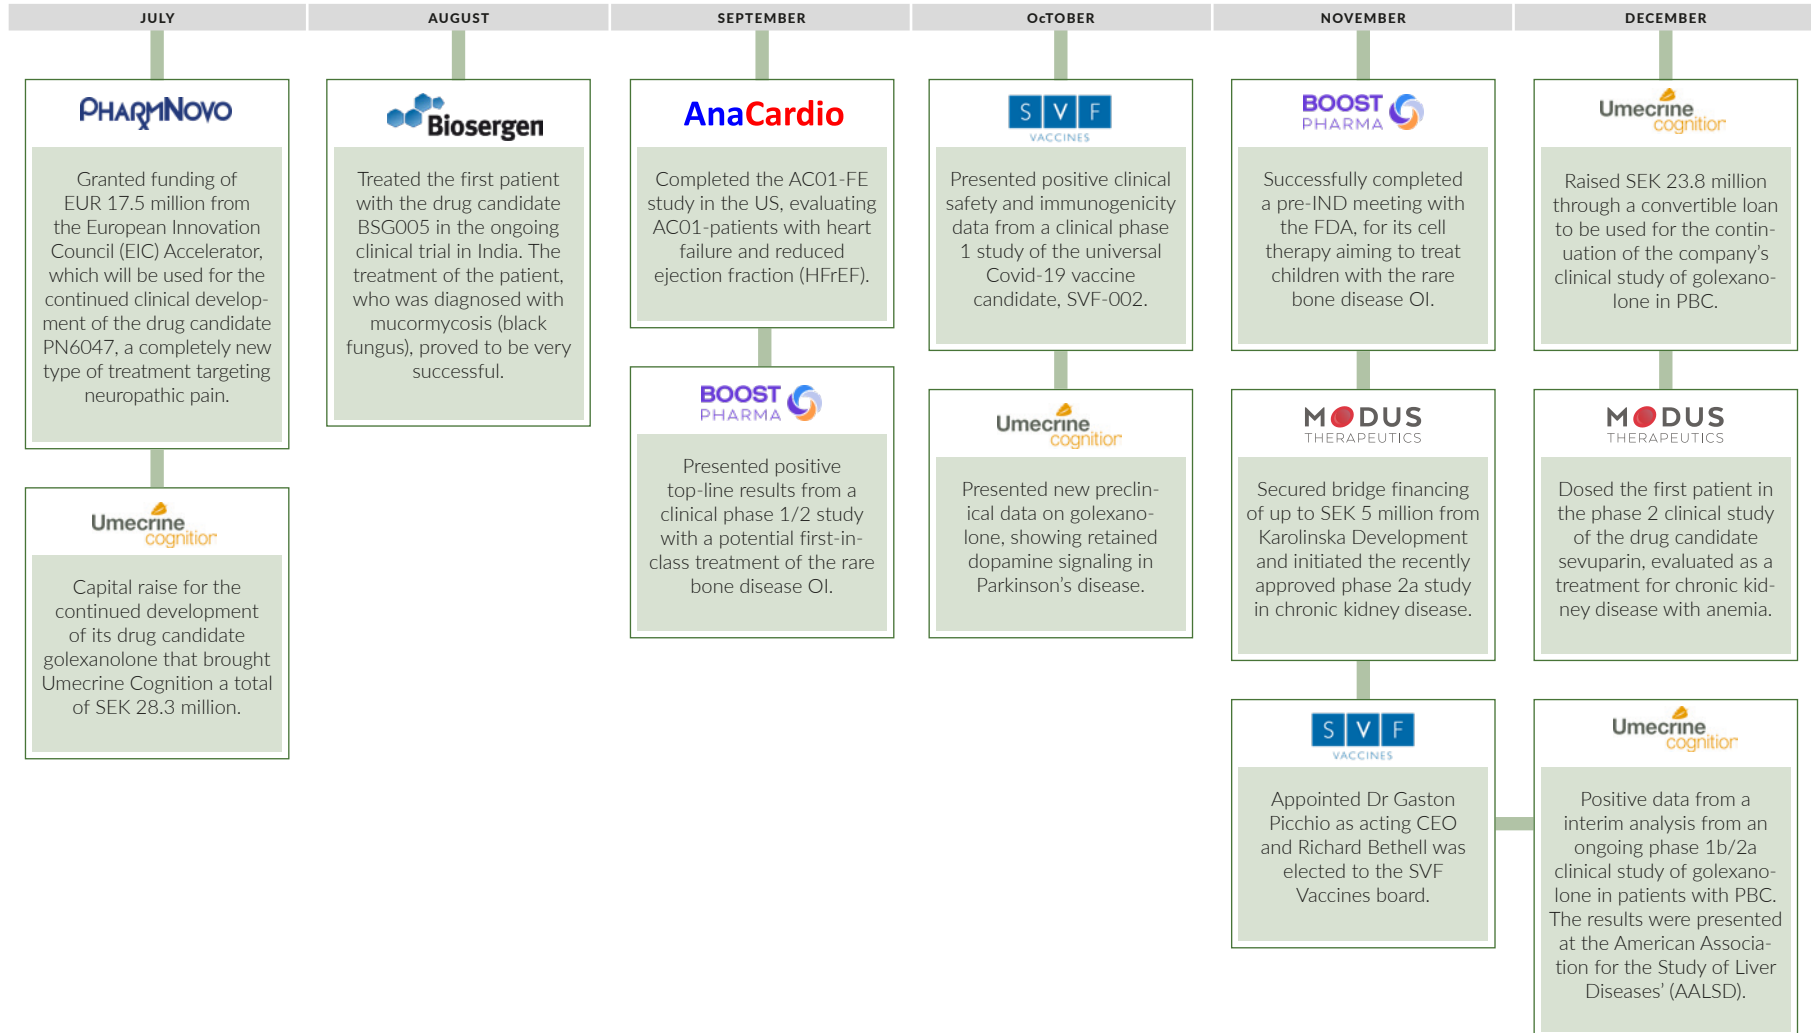 JULY
AUGUST
SEPTEMBER
OcTOBER
NOVEMBER
DECEMBER
PHARMNOVO
Granted funding of
EUR 17.5 million from
the European Innovation
Council (EIC) Accelerator,
which will be used for the
continued clinical develop-
ment of the drug candidate
PN6047, a completely new
type of treatment targeting
neuropathic pain.
Umecrine
cognition
Capital raise for the
continued development
of its drug candidate
golexanolone that brought
Umecrine Cognition a total
of SEK 28.3 million.
Biosergen
Treated the first patient
with the drug candidate
BSG005 in the ongoing
clinical trial in India. The
treatment of the patient,
who was diagnosed with
mucormycosis (black
fungus), proved to be very
successful.
AnaCardio
Completed the AC01-FE
study in the US, evaluating
AC01-patients with heart
failure and reduced
ejection fraction (HFrEF).
BOOST
PHARMA
Presented positive
top-line results from a
clinical phase 1/2 study
with a potential first-in-
class treatment of the rare
bone disease OI.
SVF
VACCINES
Presented positive clinical
safety and immunogenicity
data from a clinical phase
1 study of the universal
Covid-19 vaccine
candidate, SVF-002.
Umecrine
cognition
Presented new preclin-
ical data on golexano-
lone, showing retained
dopamine signaling in
Parkinson's disease.
BOOST
PHARMA
Successfully completed
a pre-IND meeting with
the FDA, for its cell
therapy aiming to treat
children with the rare
bone disease OI.
MODUS
THERAPEUTICS
Secured bridge financing
of up to SEK 5 million from
Karolinska Development
and initiated the recently
approved phase 2a study
in chronic kidney disease.
SVF
VACCINES
Appointed Dr Gaston
Picchio as acting CEO
and Richard Bethell was
elected to the SVF
Vaccines board.
Umecrine
cognition
Raised SEK 23.8 million
through a convertible loan
to be used for the contin-
uation of the company's
clinical study of golexano-
lone in PBC.
MODUS
THERAPEUTICS
Dosed the first patient in
the phase 2 clinical study
of the drug candidate
sevuparin, evaluated as a
treatment for chronic kid-
ney disease with anemia.
Umecrine
cognition
Positive data from a
interim analysis from an
ongoing phase 1b/2a
clinical study of golexano-
lone in patients with PBC.
The results were presented
at the American Associa-
tion for the Study of Liver
Diseases' (AALSD).